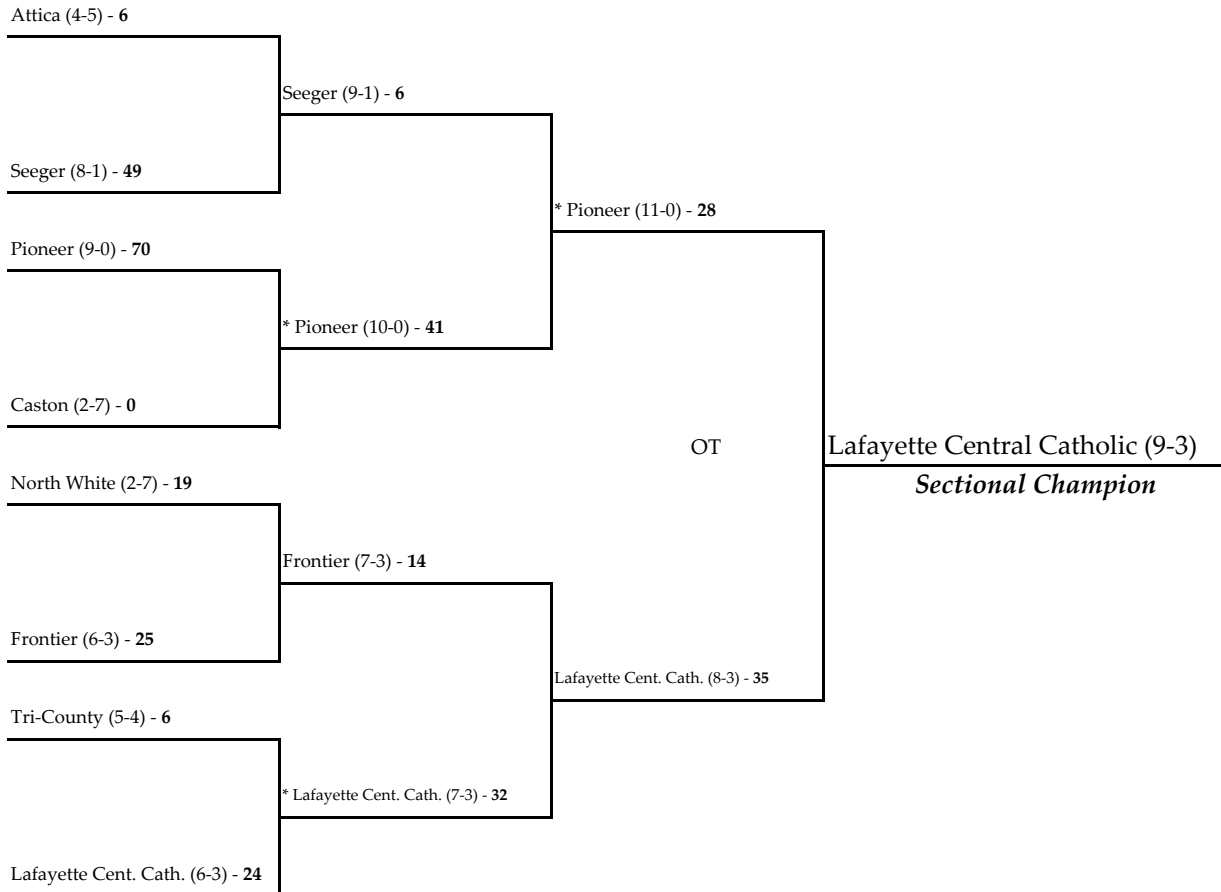 Attica (4-5) - 6
Seeger (9-1) - 6
Seeger (8-1) - 49
* Pioneer (11-0) - 28
Pioneer (9-0) - 70
* Pioneer (10-0) - 41
Caston (2-7) - 0
OT
Lafayette Central Catholic (9-3)
Sectional Champion
North White (2-7) - 19
Frontier (7-3) - 14
Frontier (6-3) - 25
Lafayette Cent. Cath. (8-3) - 35
Tri-County (5-4) - 6
* Lafayette Cent. Cath. (7-3) - 32
Lafayette Cent. Cath. (6-3) - 24